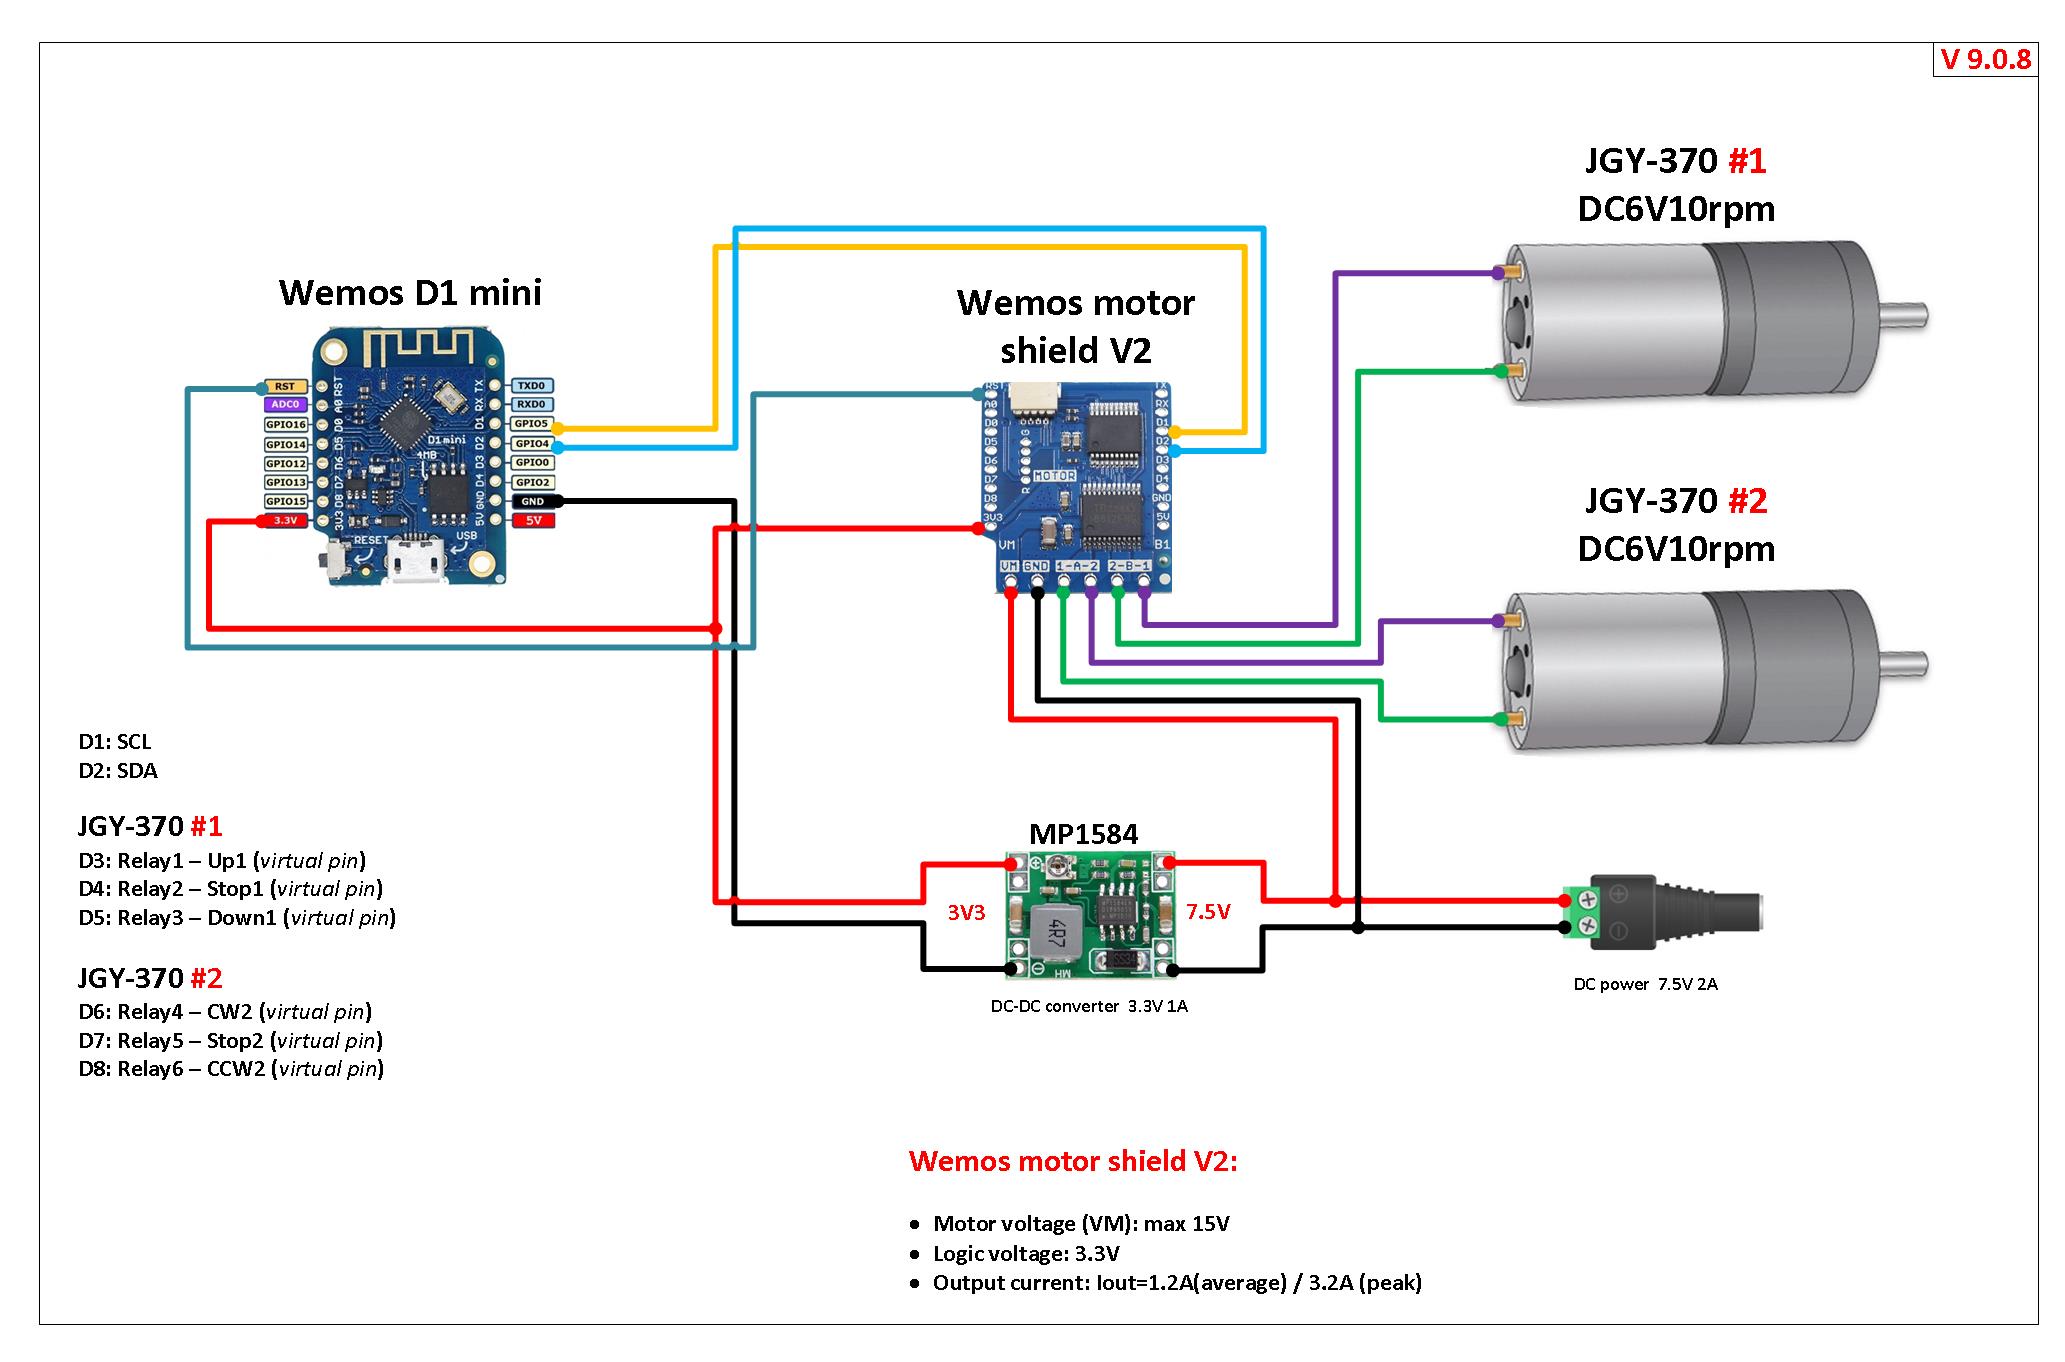 V 9.0.8
JGY-370 #1
DC6V10rpm
Wemos D1 mini
Wemos motor
shield V2
RST
ADC0
GPIO16
GPIO14
GPIO12
GPIO13
GPIO15
3.3V
RST
A0
D0
D5
D6
D7
D8
3V3
D1 mini
4MB
RESET
USB
TX
RX
D1
D2
D3
D4
GND
5V
TXD0
RXD0
GPIO5
GPIO4
GPIO0
GPIO2
GND
5V
RST
A0
D0
D5
D6
D7
D8
3V3
VM
G
R
MOTOR
TX
RX
D1
D2
D3
D4
GND
5V
B1
VM GND 1-A-2 2-B-1
JGY-370 #2
DC6V10rpm
D1: SCL
D2: SDA
JGY-370 #1
D3: Relay1 – Up1 (virtual pin)
D4: Relay2 – Stop1 (virtual pin)
D5: Relay3 – Down1 (virtual pin)
JGY-370 #2
D6: Relay4 – CW2 (virtual pin)
D7: Relay5 – Stop2 (virtual pin)
D8: Relay6 – CCW2 (virtual pin)
MP1584
3V3
4R7
MH
SS34
7.5V
DC-DC converter 3.3V 1A
DC power 7.5V 2A
Wemos motor shield V2:
• Motor voltage (VM): max 15V
• Logic voltage: 3.3V
• Output current: Iout=1.2A(average) / 3.2A (peak)